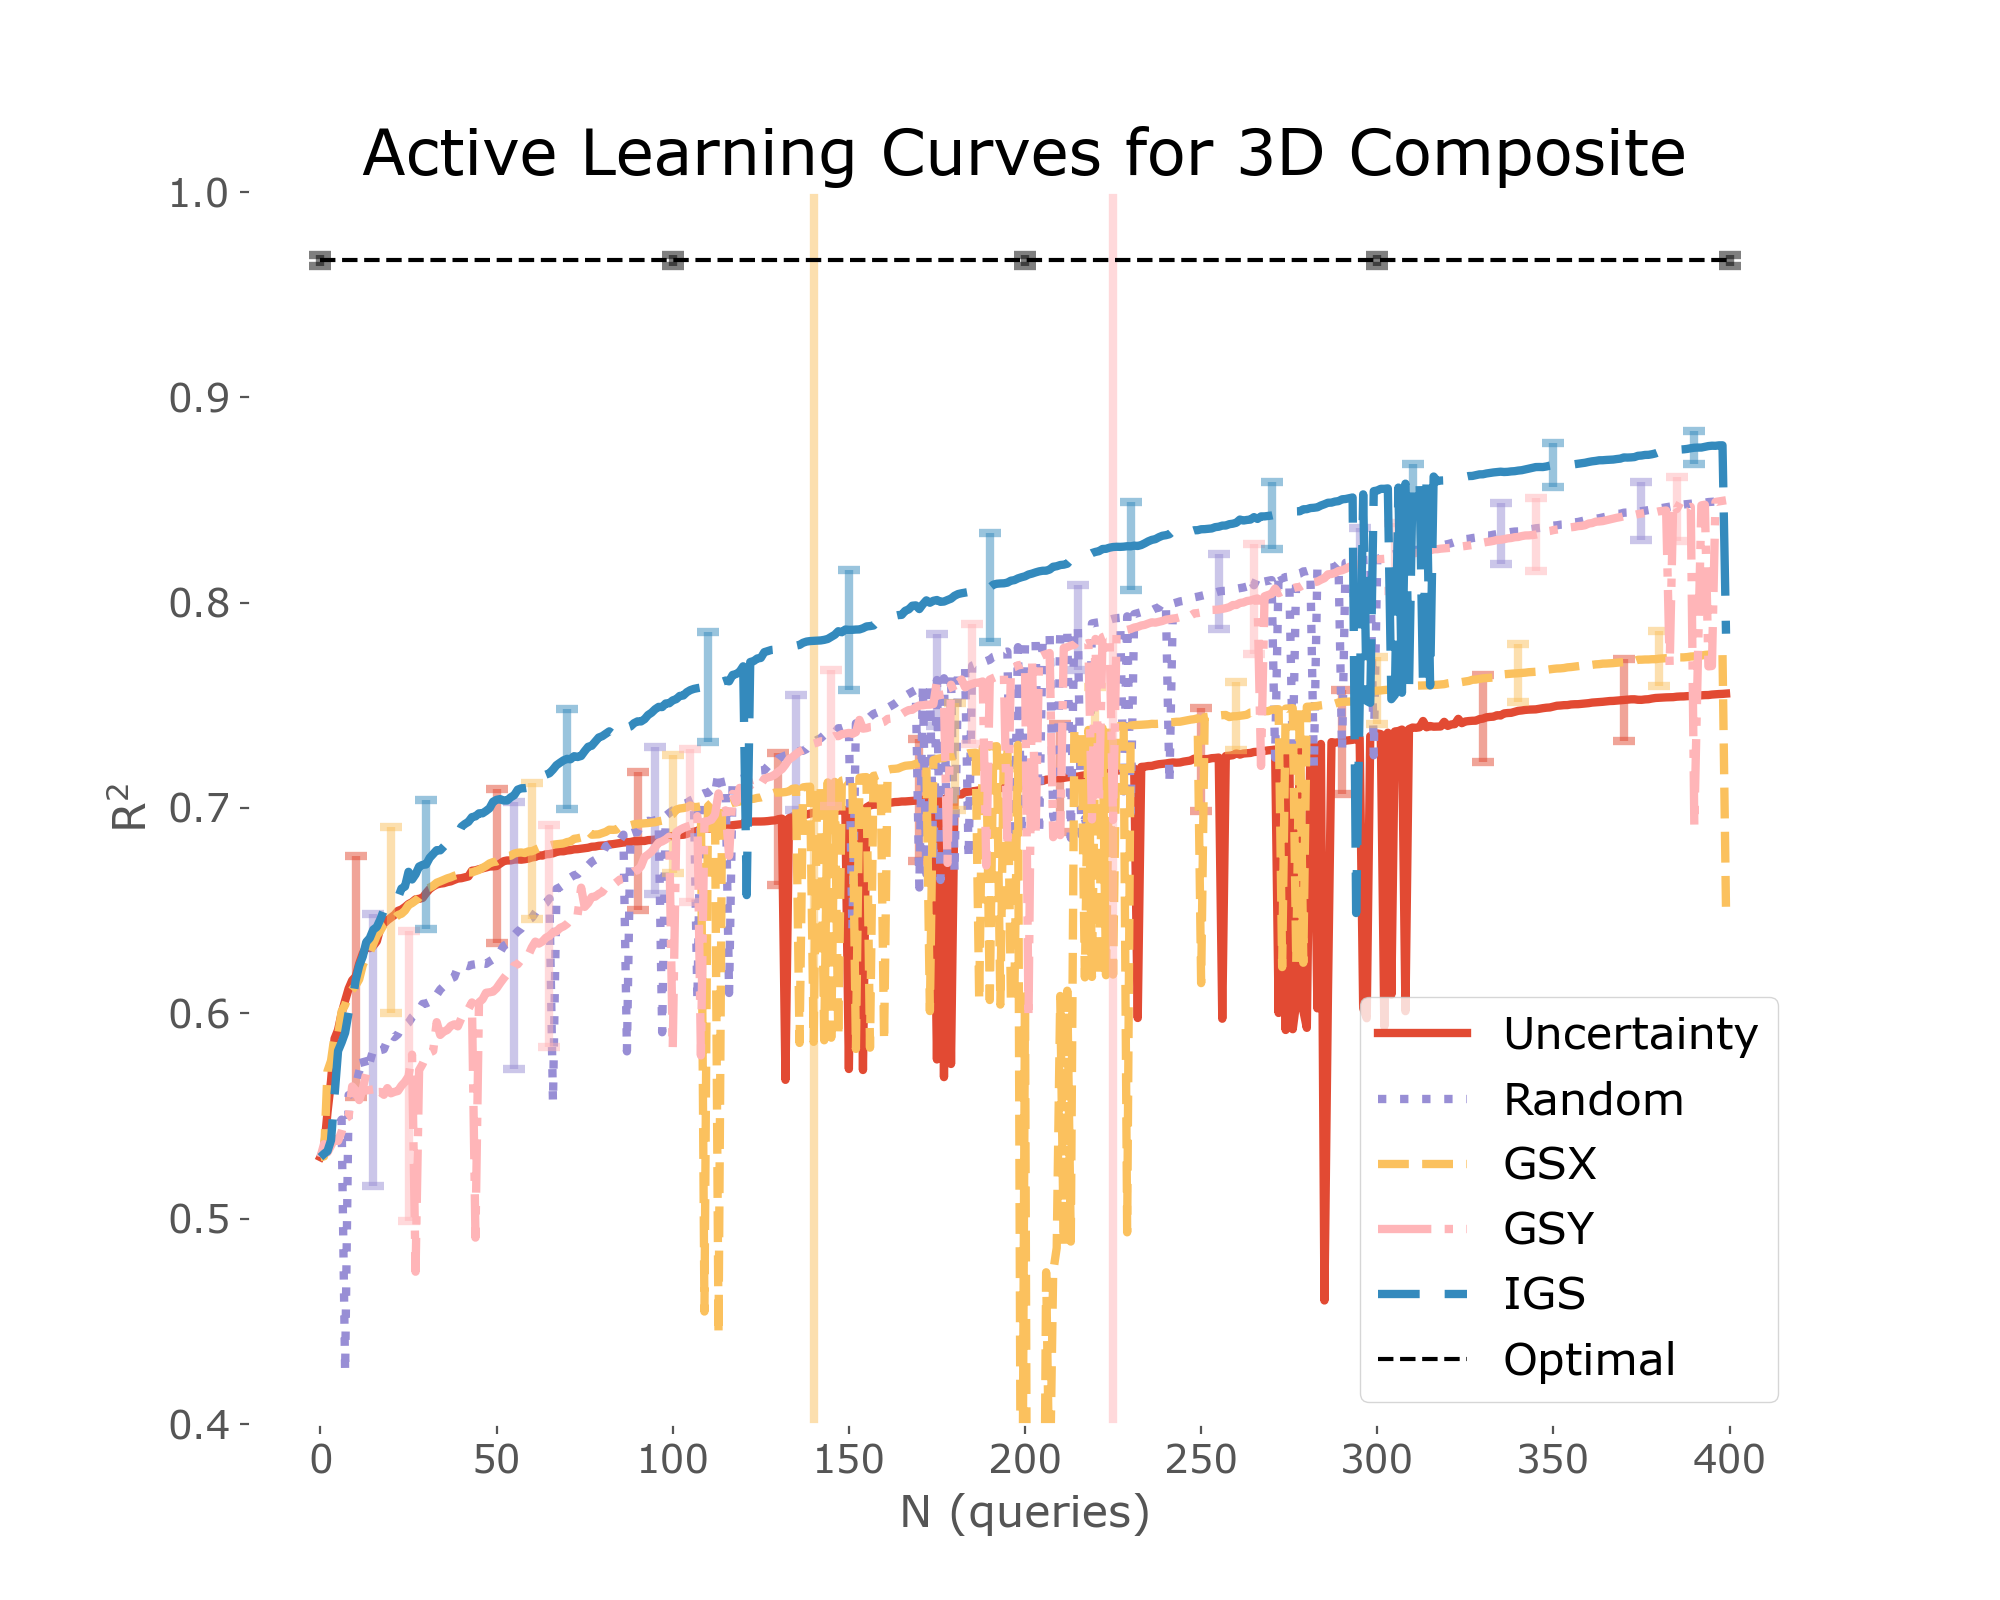 Active Learning Curves for 3D Composite
1.0
0.9
0.8
0.7
0.6
0.5
0.4
R²
0 50 100 150 200 250 300 350 400
N (queries)
Uncertainty
Random
GSX
GSY
IGS
Optimal